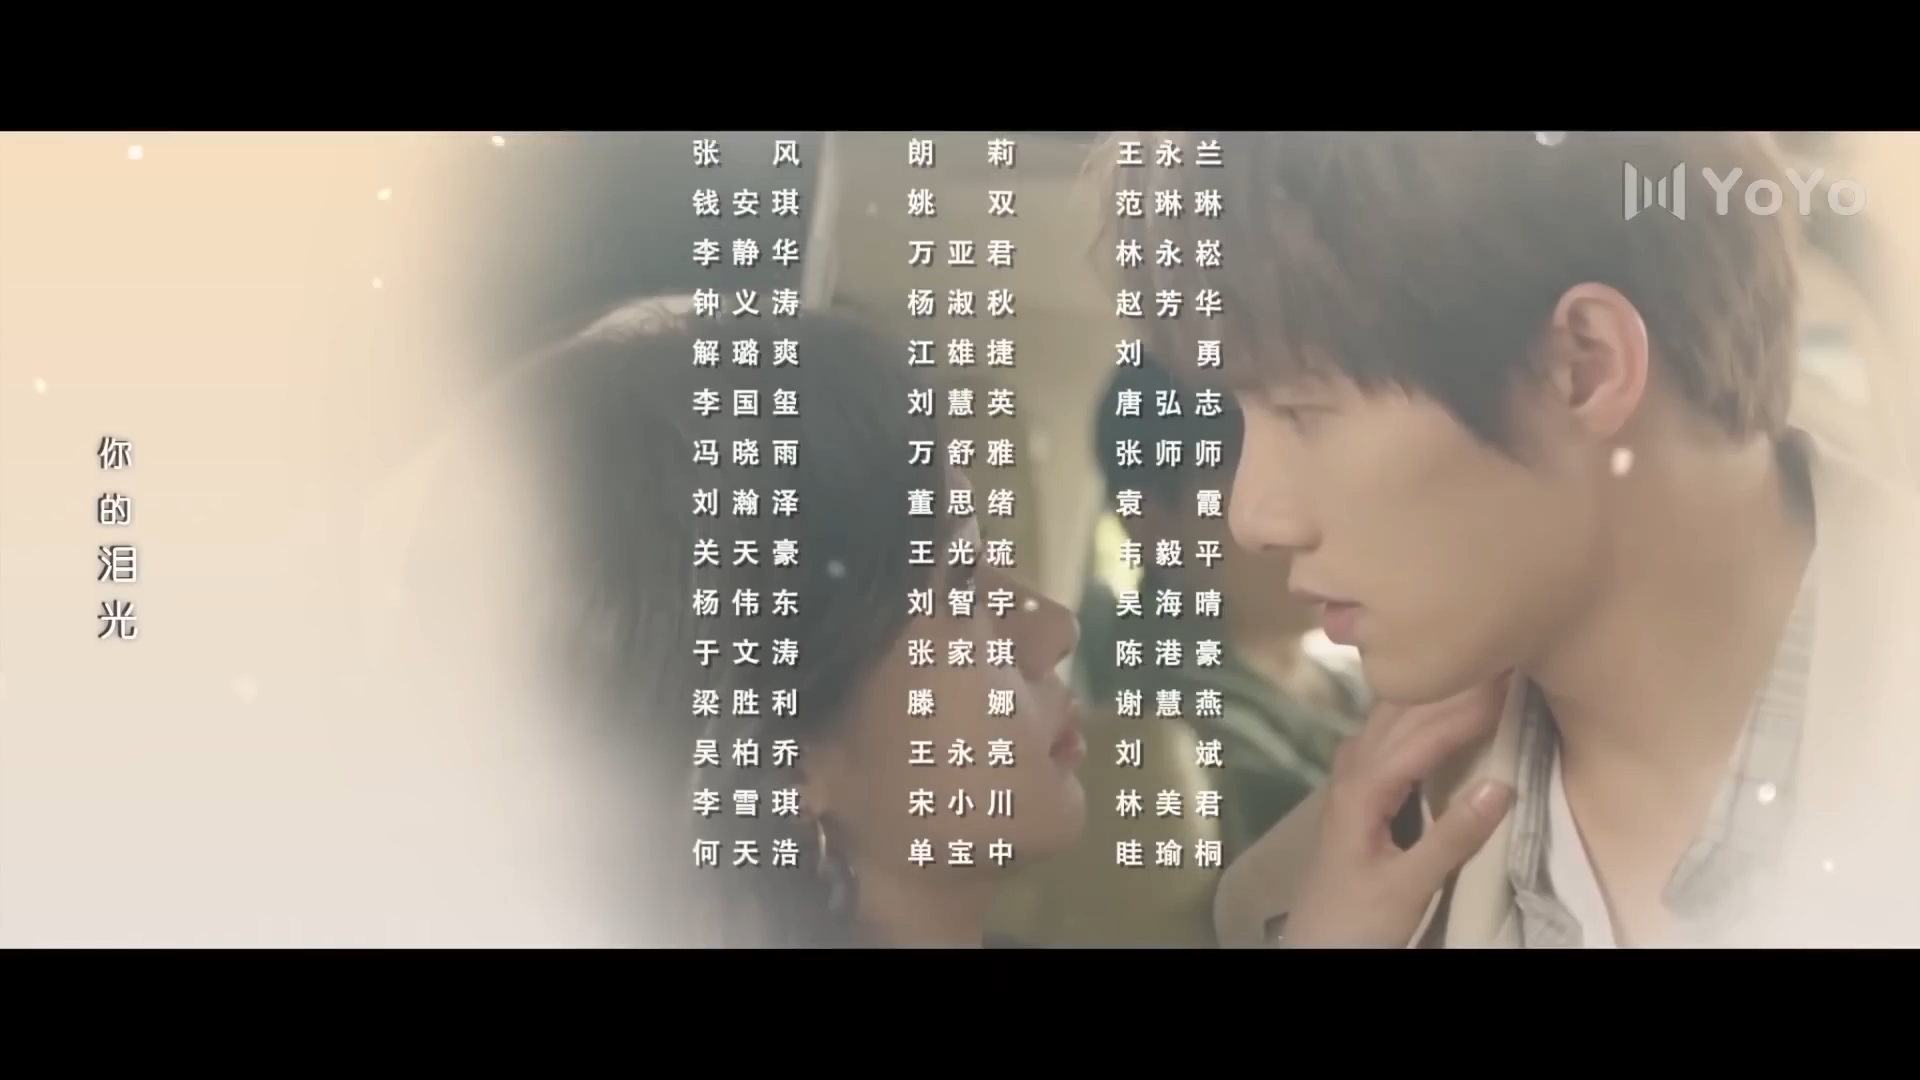 张风 朗莉 王永兰
钱安琪 姚双 范琳琳
李静华 万亚君 林永崧
钟义涛 杨淑秋 赵芳华
解璐爽 江雄捷 刘勇
李国玺 刘慧英 唐弘志
冯晓雨 万舒雅 张师师
刘瀚泽 董思绪 袁霞
关天豪 王光琉 韦毅平
杨伟东 刘智宇 吴海晴
于文涛 张家琪 陈港豪
梁胜利 滕娜 谢慧燕
吴柏乔 王永亮 刘斌
李雪琪 宋小川 林美君
何天浩 单宝中 眭瑜桐
你的泪光
YoYo